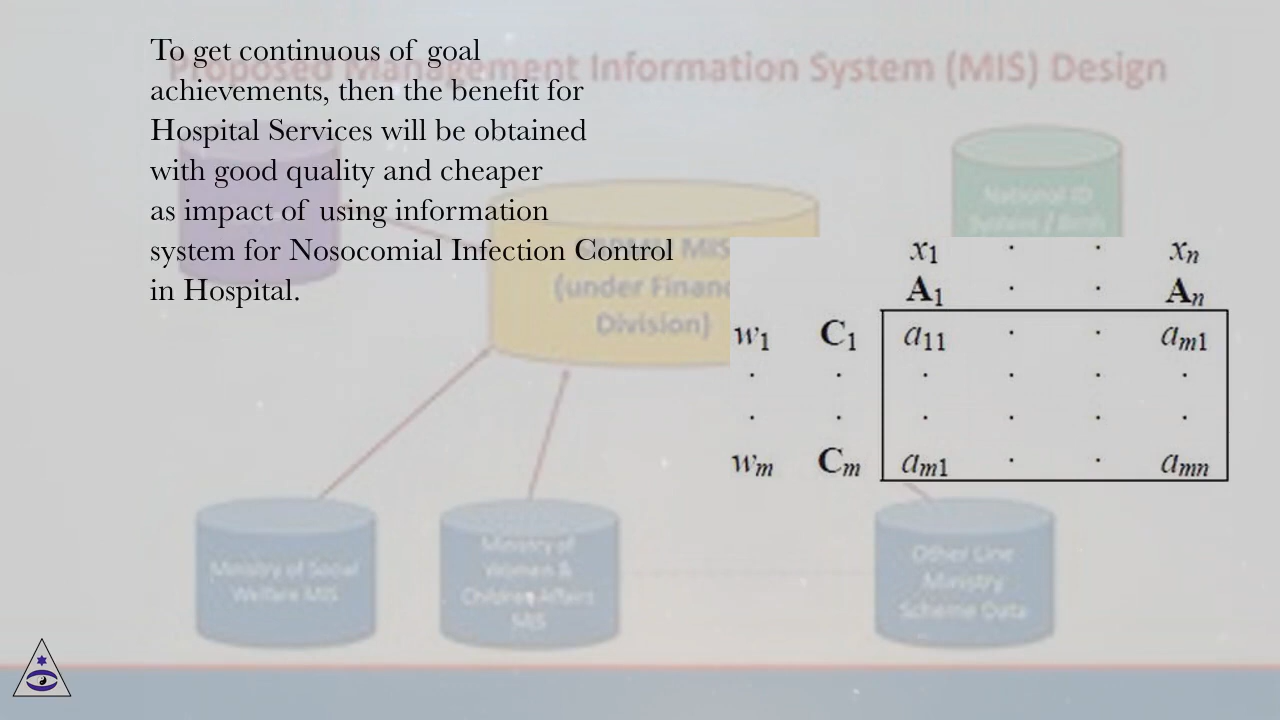 To get continuous of goal
achievements, then the benefit for
Hospital Services will be obtained
with good quality and cheaper
as impact of using information
system for Nosocomial Infection Control
in Hospital.
Proposed Management Information System (MIS) Design
National ID
MIS
(under Finance
Division)
x1 · · xn
A1 · · An
w1 C1 a11 · · am1
· · · · · ·
· · · · · ·
wm Cm am1 · · amn
Ministry of Social
Welfare MIS
Ministry of
Women &
Children Affairs
MIS
Other Line
Ministry
Scheme Data